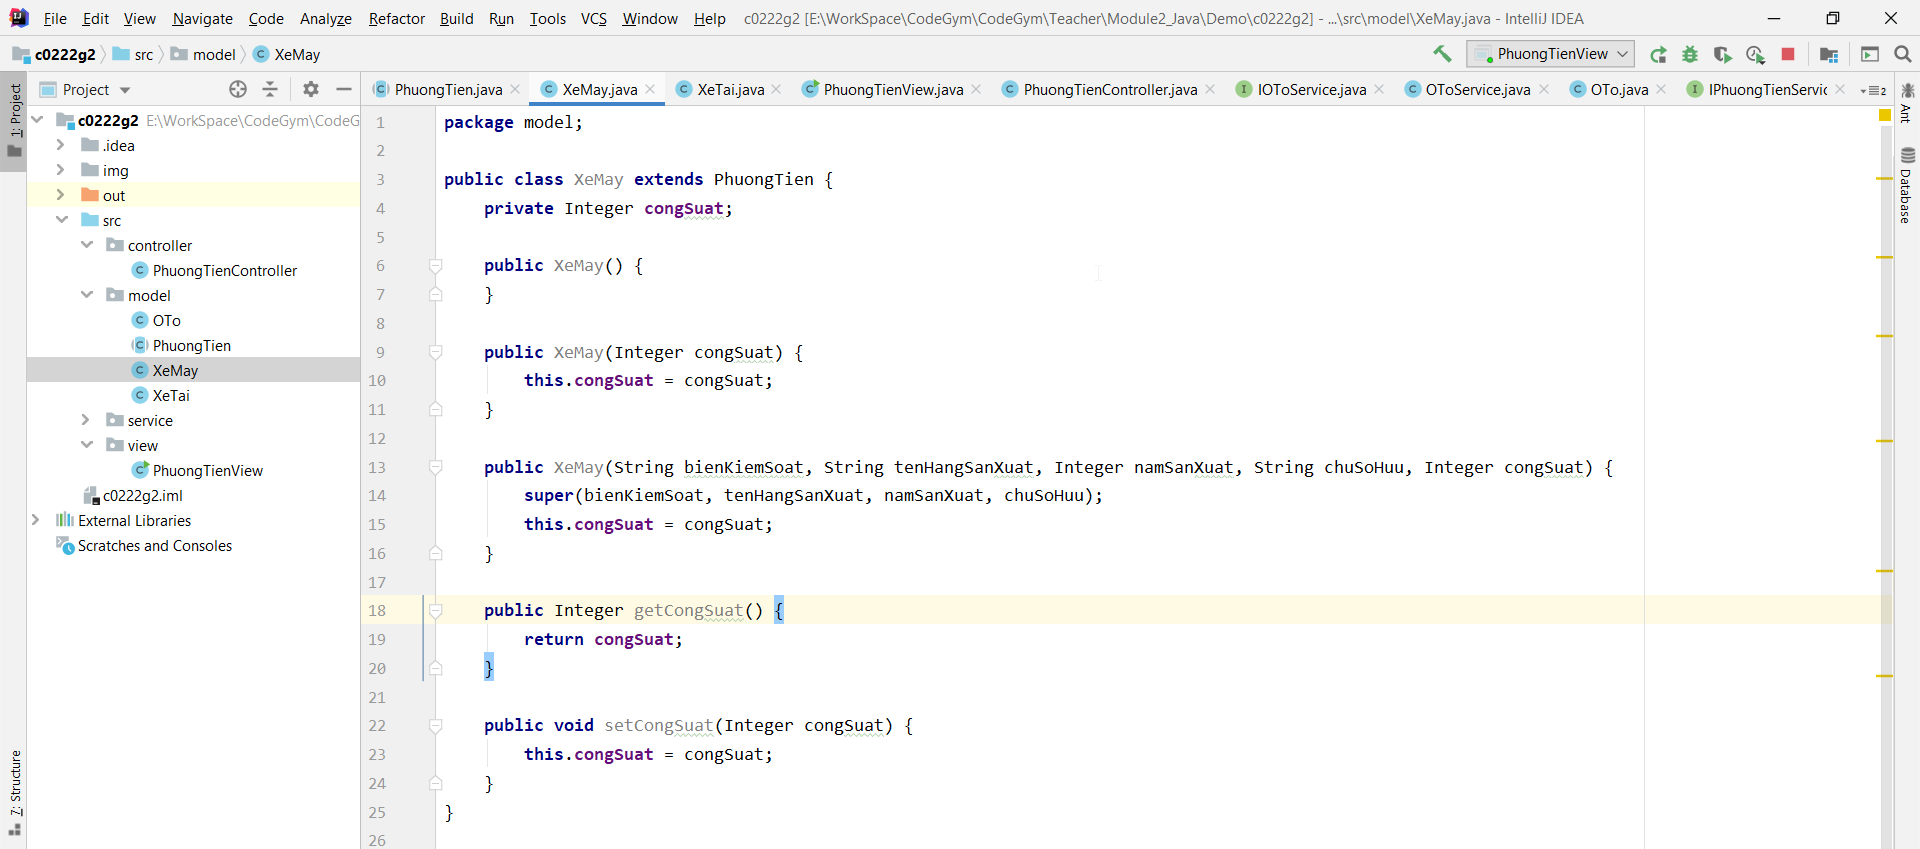 File Edit View Navigate Code Analyze Refactor Build Run Tools VCS Window Help c0222g2 [E:\WorkSpace\CodeGym\CodeGym\Teacher\Module2_Java\Demo\c0222g2] - ...\src\model\XeMay.java - IntelliJ IDEA
c0222g2 src model XeMay PhuongTienView
1: Project
7: Structure
Project
c0222g2 E:\WorkSpace\CodeGym\CodeG
.idea
img
out
src
controller
PhuongTienController
model
OTo
PhuongTien
XeMay
XeTai
service
view
PhuongTienView
c0222g2.iml
External Libraries
Scratches and Consoles
PhuongTien.java XeMay.java XeTai.java PhuongTienView.java PhuongTienController.java IOToService.java OToService.java OTo.java IPhuongTienServic 2
1 package model;
2
3 public class XeMay extends PhuongTien {
4 private Integer congSuat;
5
6 public XeMay() {
7 }
8
9 public XeMay(Integer congSuat) {
10 this.congSuat = congSuat;
11 }
12
13 public XeMay(String bienKiemSoat, String tenHangSanXuat, Integer namSanXuat, String chuSoHuu, Integer congSuat) {
14 super(bienKiemSoat, tenHangSanXuat, namSanXuat, chuSoHuu);
15 this.congSuat = congSuat;
16 }
17
18 public Integer getCongSuat() {
19 return congSuat;
20 }
21
22 public void setCongSuat(Integer congSuat) {
23 this.congSuat = congSuat;
24 }
25 }
26
Ant
Database